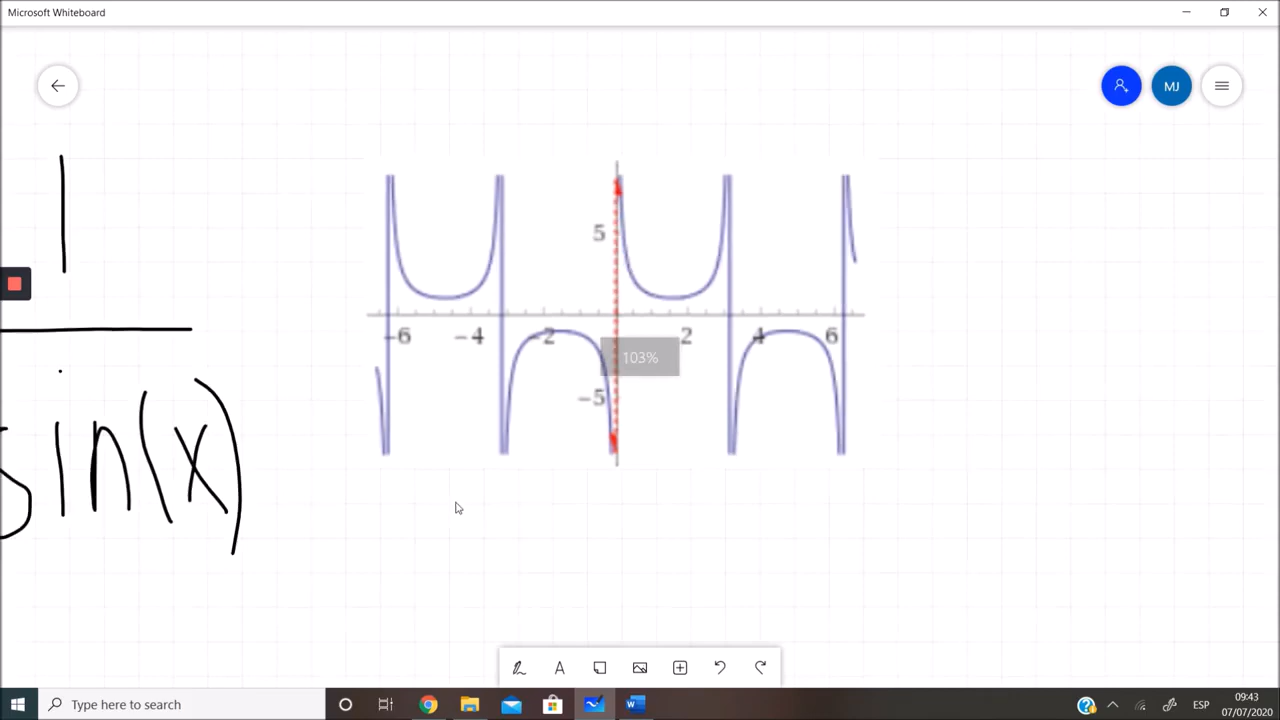 Microsoft Whiteboard
MJ
1
sin(x)
5
-6 -4 -2 2 4 6
103%
-5
A
W
Type here to search
ESP
09:43
07/07/2020